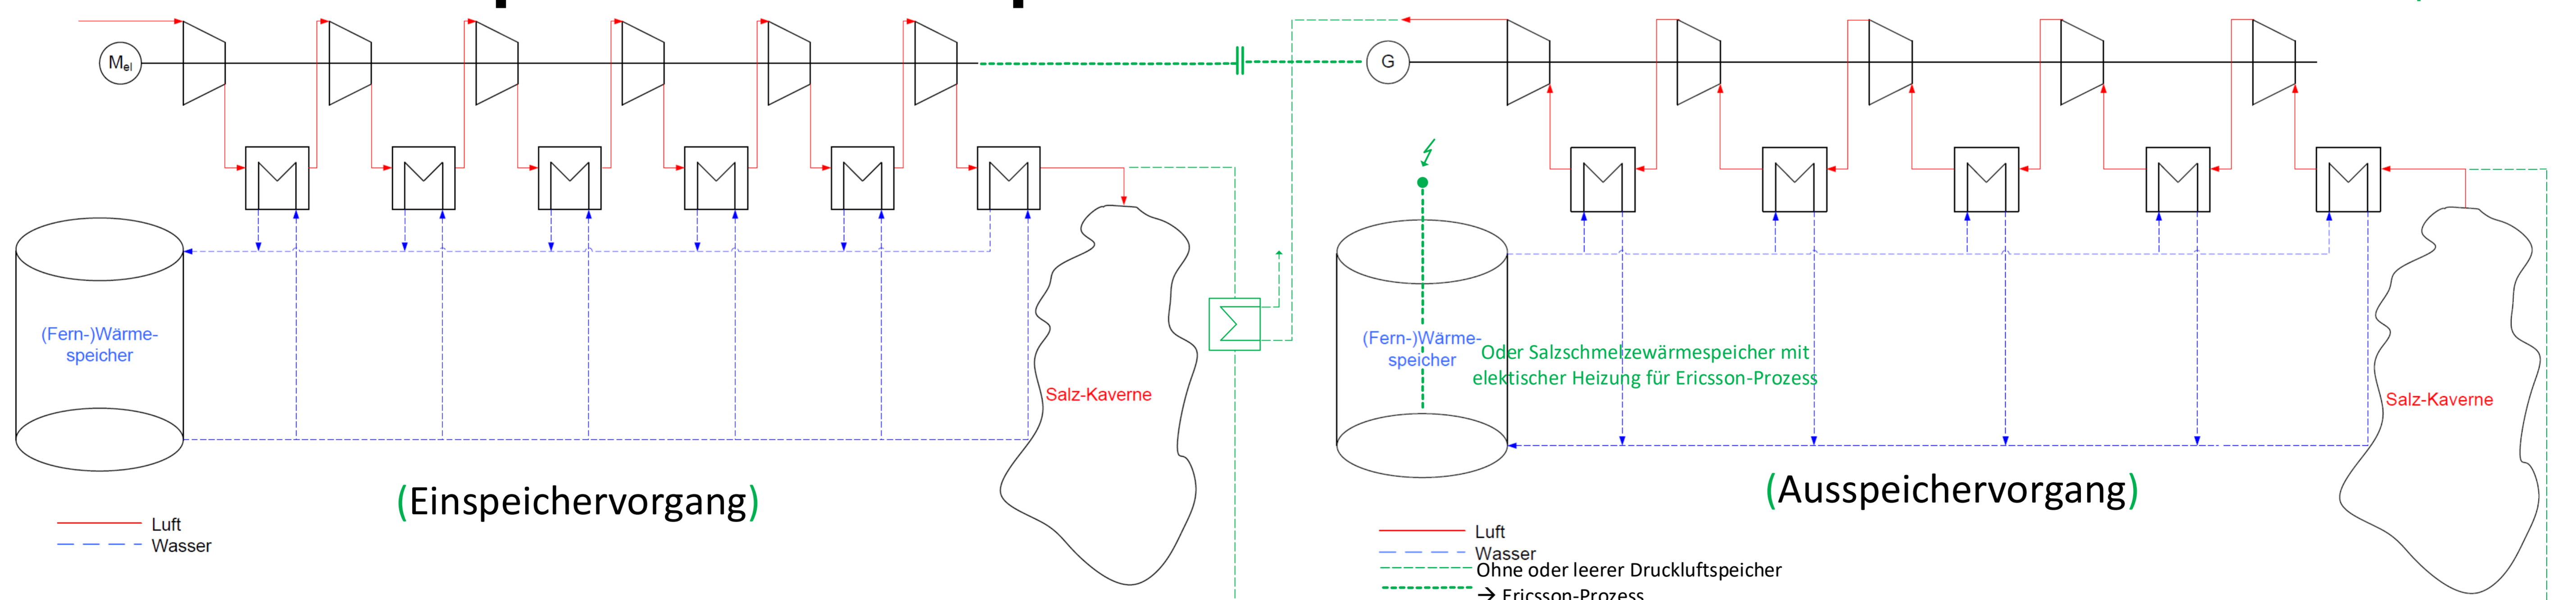 Mel
G
(Fern-)Wärme-
speicher
Salz-Kaverne
(Einspeichervorgang)
Luft
Wasser
(Fern-)Wärme-
speicher
Oder Salzschmelzewärmespeicher mit
elektischer Heizung für Ericsson-Prozess
Salz-Kaverne
(Ausspeichervorgang)
Luft
Wasser
Ohne oder leerer Druckluftspeicher
→ Ericsson-Prozess